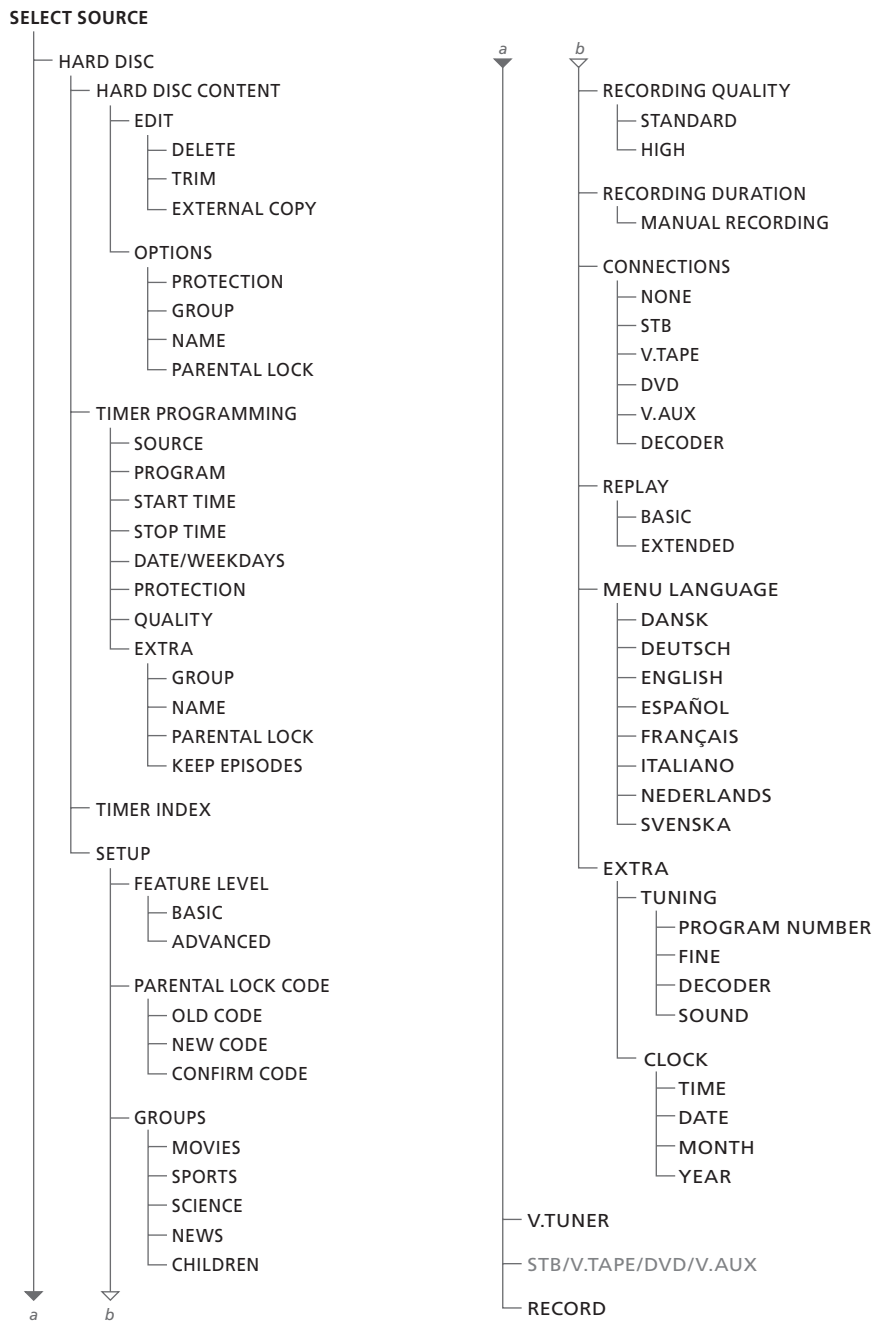 SELECT SOURCE
HARD DISC
HARD DISC CONTENT
EDIT
DELETE
TRIM
EXTERNAL COPY
OPTIONS
PROTECTION
GROUP
NAME
PARENTAL LOCK
TIMER PROGRAMMING
SOURCE
PROGRAM
START TIME
STOP TIME
DATE/WEEKDAYS
PROTECTION
QUALITY
EXTRA
GROUP
NAME
PARENTAL LOCK
KEEP EPISODES
TIMER INDEX
SETUP
FEATURE LEVEL
BASIC
ADVANCED
PARENTAL LOCK CODE
OLD CODE
NEW CODE
CONFIRM CODE
GROUPS
MOVIES
SPORTS
SCIENCE
NEWS
CHILDREN
a b
a b
RECORDING QUALITY
STANDARD
HIGH
RECORDING DURATION
MANUAL RECORDING
CONNECTIONS
NONE
STB
V.TAPE
DVD
V.AUX
DECODER
REPLAY
BASIC
EXTENDED
MENU LANGUAGE
DANSK
DEUTSCH
ENGLISH
ESPAÑOL
FRANÇAIS
ITALIANO
NEDERLANDS
SVENSKA
EXTRA
TUNING
PROGRAM NUMBER
FINE
DECODER
SOUND
CLOCK
TIME
DATE
MONTH
YEAR
V.TUNER
STB/V.TAPE/DVD/V.AUX
RECORD